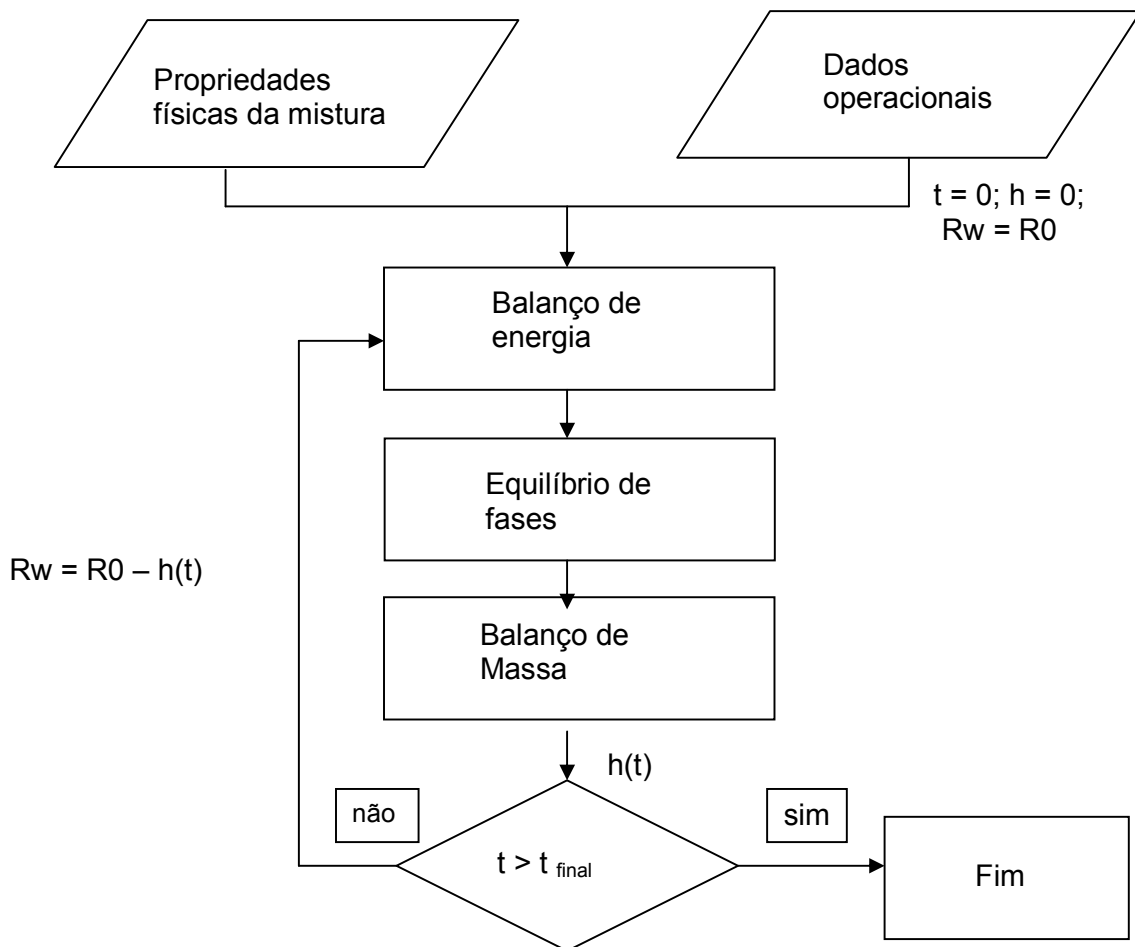 Propriedades
físicas da mistura
Dados
operacionais
t = 0; h = 0;
Rw = R0
Balanço de
energia
Equilíbrio de
fases
Rw = R0 – h(t)
Balanço de
Massa
h(t)
não
sim
t > t final
Fim